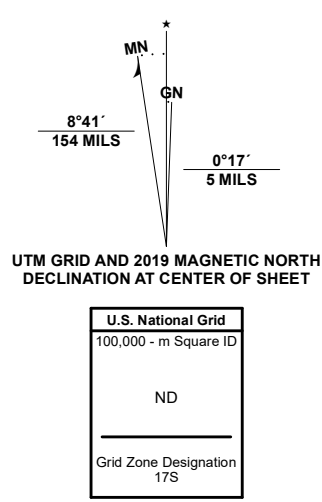 MN
GN
8°41´
154 MILS
0°17´
5 MILS
UTM GRID AND 2019 MAGNETIC NORTH
DECLINATION AT CENTER OF SHEET
U.S. National Grid
100,000 - m Square ID
ND
Grid Zone Designation
17S